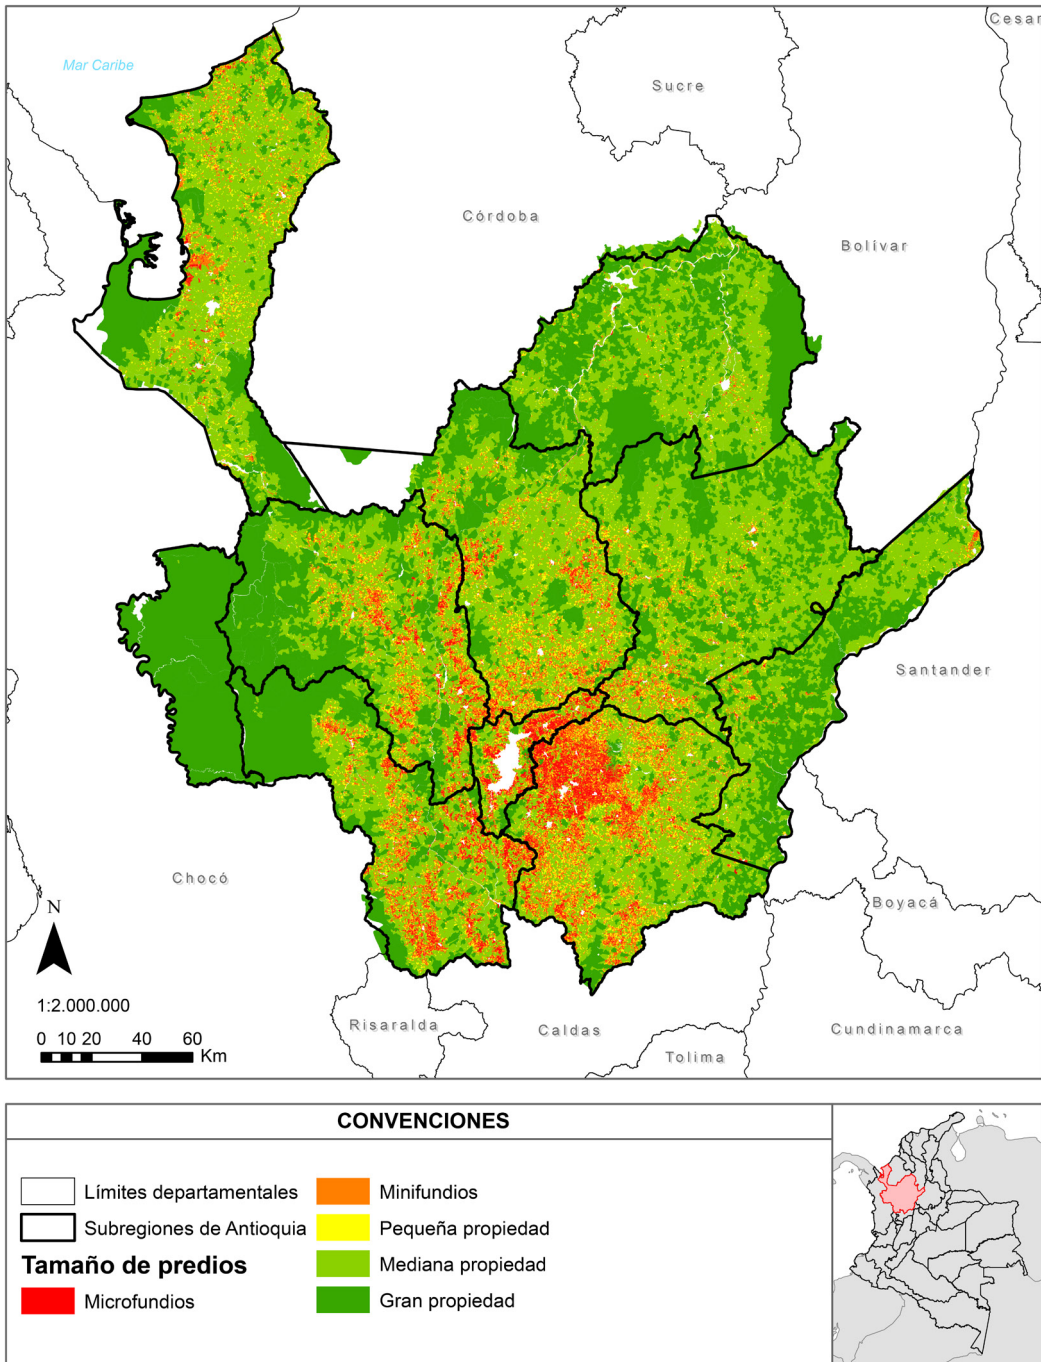 Cesar
Mar Caribe
Sucre
Córdoba
Bolívar
Santander
Chocó
Boyacá
N
1:2.000.000
0 10 20 40 60
Km
Risaralda
Caldas
Cundinamarca
Tolima
CONVENCIONES
Límites departamentales
Subregiones de Antioquia
Tamaño de predios
Microfundios
Minifundios
Pequeña propiedad
Mediana propiedad
Gran propiedad